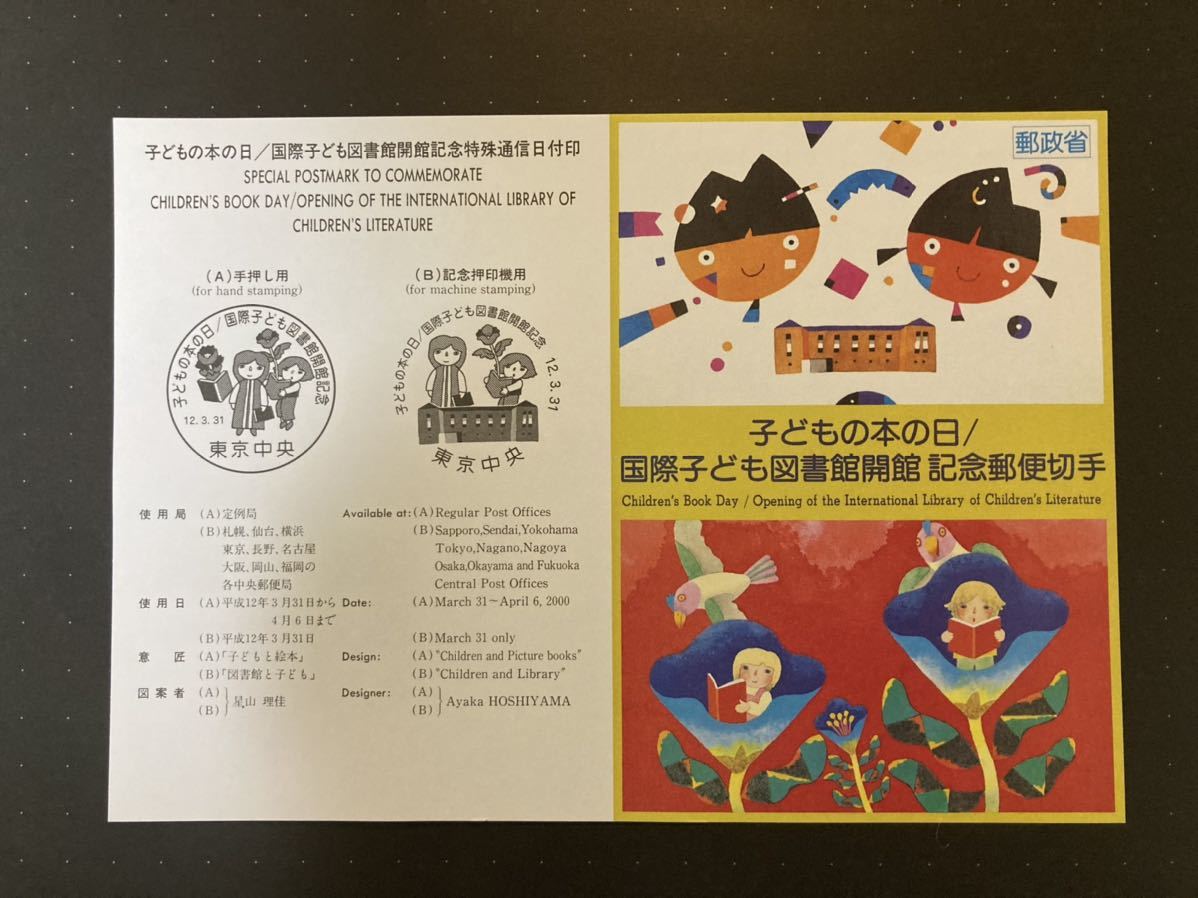 子どもの本の日/国際子ども図書館開館記念特殊通信日付印
SPECIAL POSTMARK TO COMMEMORATE
CHILDREN'S BOOK DAY/OPENING OF THE INTERNATIONAL LIBRARY OF
CHILDREN'S LITERATURE
(A)手押し用
(for hand stamping)
子どもの本の日/国際子ども図書館開館記念
12.3.31
東京中央
(B)記念押印機用
(for machine stamping)
子どもの本の日/国際子ども図書館開館記念
12.3.31
東京中央
使用局 (A)定例局
(B)札幌、仙台、横浜
東京、長野、名古屋
大阪、岡山、福岡の
各中央郵便局
使用日 (A)平成12年3月31日から
4月6日まで
(B)平成12年3月31日
意匠 (A)「子どもと絵本」
(B)「図書館と子ども」
図案者 (A)
(B) 星山 理佳
Available at: (A) Regular Post Offices
(B) Sapporo,Sendai,Yokohama
Tokyo,Nagano,Nagoya
Osaka,Okayama and Fukuoka
Central Post Offices
Date: (A) March 31～April 6, 2000
(B) March 31 only
Design: (A) "Children and Picture books"
(B) "Children and Library"
Designer: (A)
(B) Ayaka HOSHIYAMA
郵政省
子どもの本の日/
国際子ども図書館開館 記念郵便切手
Children's Book Day / Opening of the International Library of Children's Literature